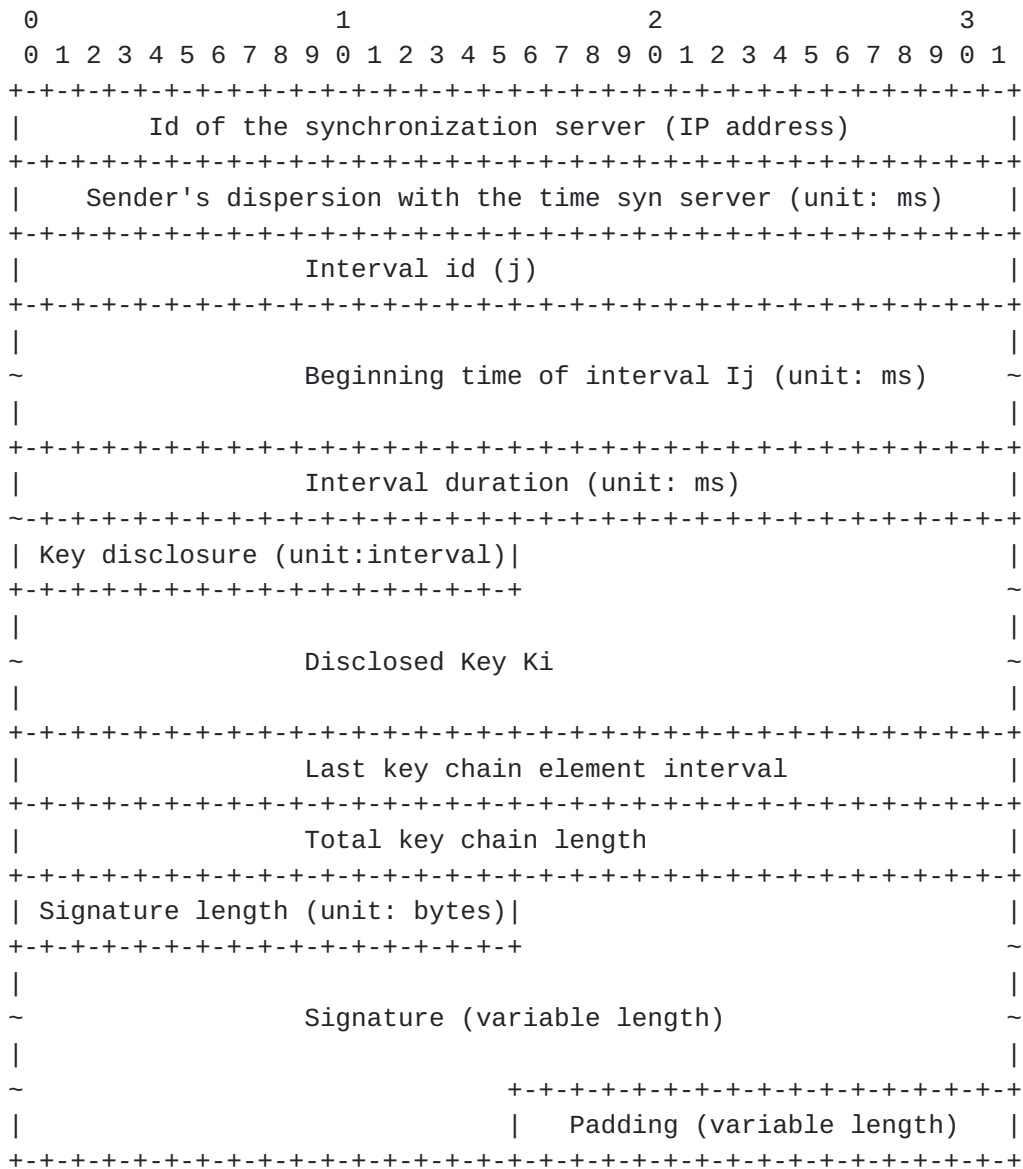 0                   1                   2                   3
 0 1 2 3 4 5 6 7 8 9 0 1 2 3 4 5 6 7 8 9 0 1 2 3 4 5 6 7 8 9 0 1
+-+-+-+-+-+-+-+-+-+-+-+-+-+-+-+-+-+-+-+-+-+-+-+-+-+-+-+-+-+-+-+-+
|        Id of the synchronization server (IP address)          |
+-+-+-+-+-+-+-+-+-+-+-+-+-+-+-+-+-+-+-+-+-+-+-+-+-+-+-+-+-+-+-+-+
|    Sender's dispersion with the time syn server (unit: ms)    |
+-+-+-+-+-+-+-+-+-+-+-+-+-+-+-+-+-+-+-+-+-+-+-+-+-+-+-+-+-+-+-+-+
|                  Interval id (j)                              |
+-+-+-+-+-+-+-+-+-+-+-+-+-+-+-+-+-+-+-+-+-+-+-+-+-+-+-+-+-+-+-+-+
|                                                               |
~                  Beginning time of interval Ij (unit: ms)     ~
|                                                               |
+-+-+-+-+-+-+-+-+-+-+-+-+-+-+-+-+-+-+-+-+-+-+-+-+-+-+-+-+-+-+-+-+
|                  Interval duration (unit: ms)                 |
~-+-+-+-+-+-+-+-+-+-+-+-+-+-+-+-+-+-+-+-+-+-+-+-+-+-+-+-+-+-+-+-+
| Key disclosure (unit:interval)|                               |
+-+-+-+-+-+-+-+-+-+-+-+-+-+-+-+-+                               ~
|                                                               |
~                  Disclosed Key Ki                             ~
|                                                               |
+-+-+-+-+-+-+-+-+-+-+-+-+-+-+-+-+-+-+-+-+-+-+-+-+-+-+-+-+-+-+-+-+
|                  Last key chain element interval              |
+-+-+-+-+-+-+-+-+-+-+-+-+-+-+-+-+-+-+-+-+-+-+-+-+-+-+-+-+-+-+-+-+
|                  Total key chain length                       |
+-+-+-+-+-+-+-+-+-+-+-+-+-+-+-+-+-+-+-+-+-+-+-+-+-+-+-+-+-+-+-+-+
| Signature length (unit: bytes)|                               |
+-+-+-+-+-+-+-+-+-+-+-+-+-+-+-+-+                               ~
|                                                               |
~                  Signature (variable length)                  ~
|                                                               |
~                               +-+-+-+-+-+-+-+-+-+-+-+-+-+-+-+-+
|                               |   Padding (variable length)   |
+-+-+-+-+-+-+-+-+-+-+-+-+-+-+-+-+-+-+-+-+-+-+-+-+-+-+-+-+-+-+-+-+